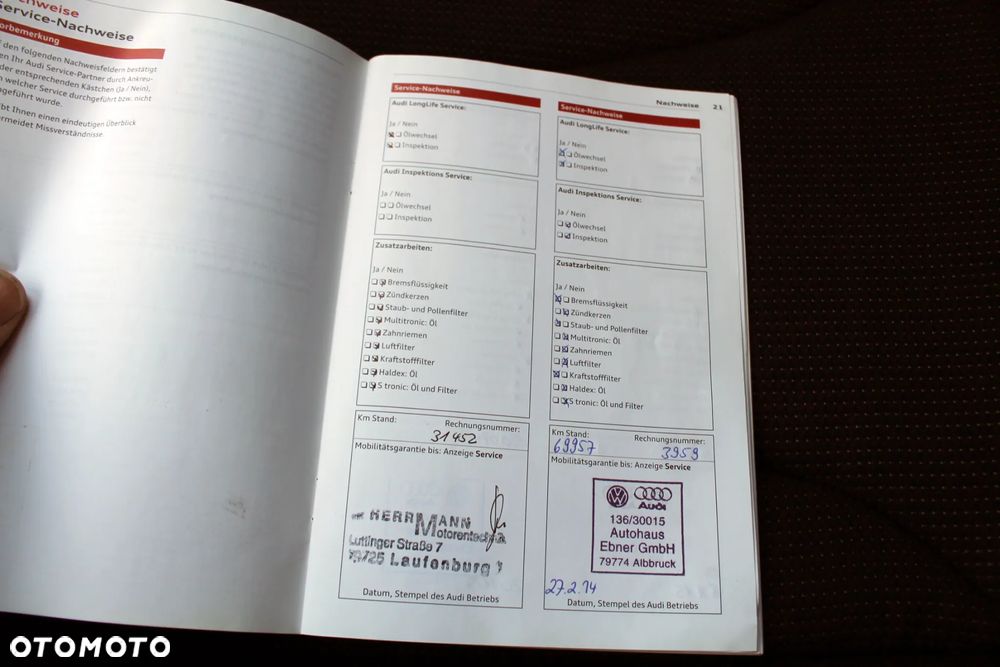 Nachweise
Service-Nachweise
Vorbemerkung
den folgenden Nachweisfeldern bestätigt
Ihr Audi Service-Partner durch Ankreu-
der entsprechenden Kästchen (Ja / Nein),
welcher Service durchgeführt bzw. nicht
wurde.
Ihnen einen eindeutigen Überblick
vermeidet Missverständnisse.
Nachweise 21
Service-Nachweise
Audi LongLife Service:
Ja / Nein
Ölwechsel
Inspektion
Audi Inspektions Service:
Ja / Nein
Ölwechsel
Inspektion
Zusatzarbeiten:
Ja / Nein
Bremsflüssigkeit
Zündkerzen
Staub- und Pollenfilter
Multitronic: Öl
Zahnriemen
Luftfilter
Kraftstofffilter
Haldex: Öl
S tronic: Öl und Filter
Km Stand: Rechnungsnummer:
31452
Mobilitätsgarantie bis: Anzeige Service
HERRMANN
Motorentechnik
Luttinger Straße 7
79725 Laufenburg
Datum, Stempel des Audi Betriebs
Service-Nachweise
Audi LongLife Service:
Ja / Nein
Ölwechsel
Inspektion
Audi Inspektions Service:
Ja / Nein
Ölwechsel
Inspektion
Zusatzarbeiten:
Ja / Nein
Bremsflüssigkeit
Zündkerzen
Staub- und Pollenfilter
Multitronic: Öl
Zahnriemen
Luftfilter
Kraftstofffilter
Haldex: Öl
S tronic: Öl und Filter
Km Stand: Rechnungsnummer:
69957 3959
Mobilitätsgarantie bis: Anzeige Service
Audi
136/30015
Autohaus
Ebner GmbH
79774 Albbruck
27.2.14
Datum, Stempel des Audi Betriebs
OTOMOTO